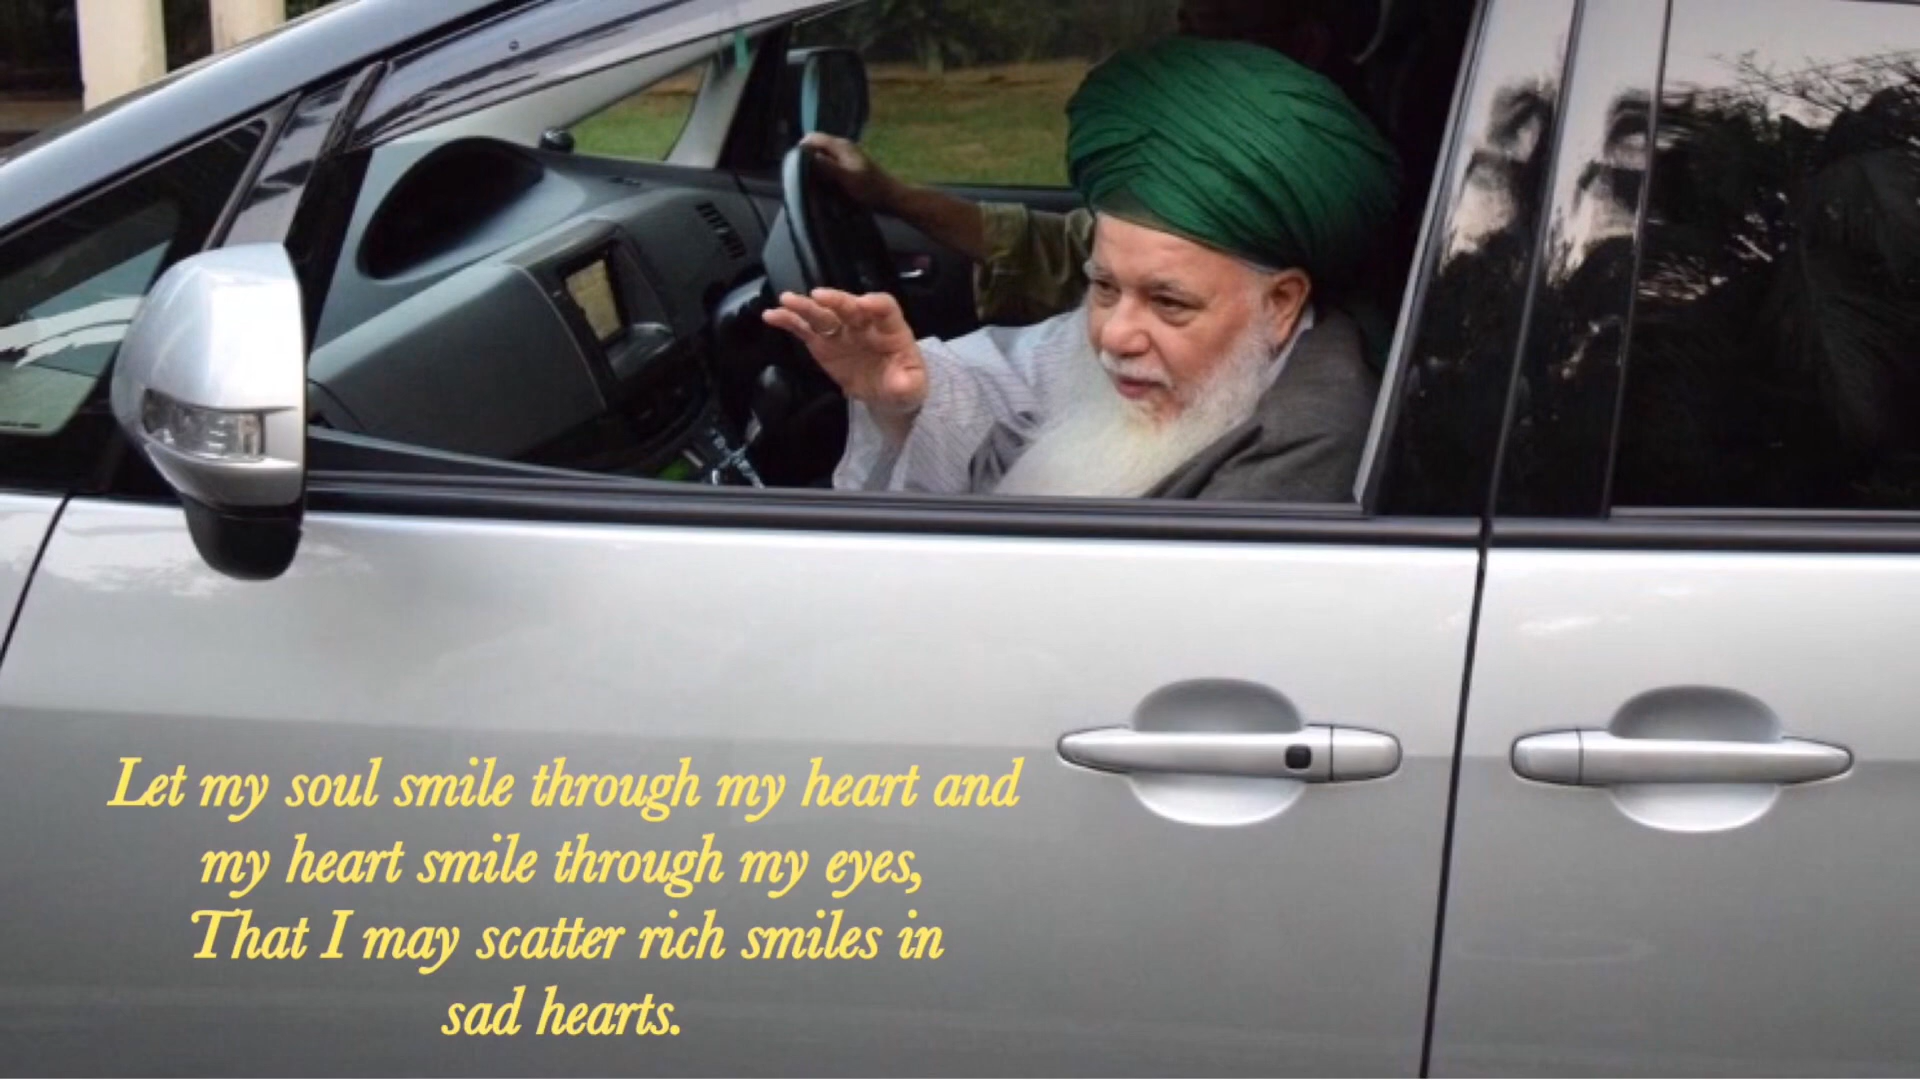 Let my soul smile through my heart and
my heart smile through my eyes,
That I may scatter rich smiles in
sad hearts.